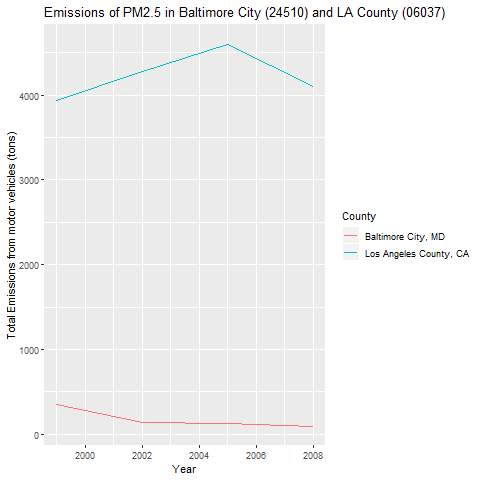 Emissions of PM2.5 in Baltimore City (24510) and LA County (06037)
Total Emissions from motor vehicles (tons)
4000
3000
2000
1000
0
2000 2002 2004 2006 2008
Year
County
Baltimore City, MD
Los Angeles County, CA